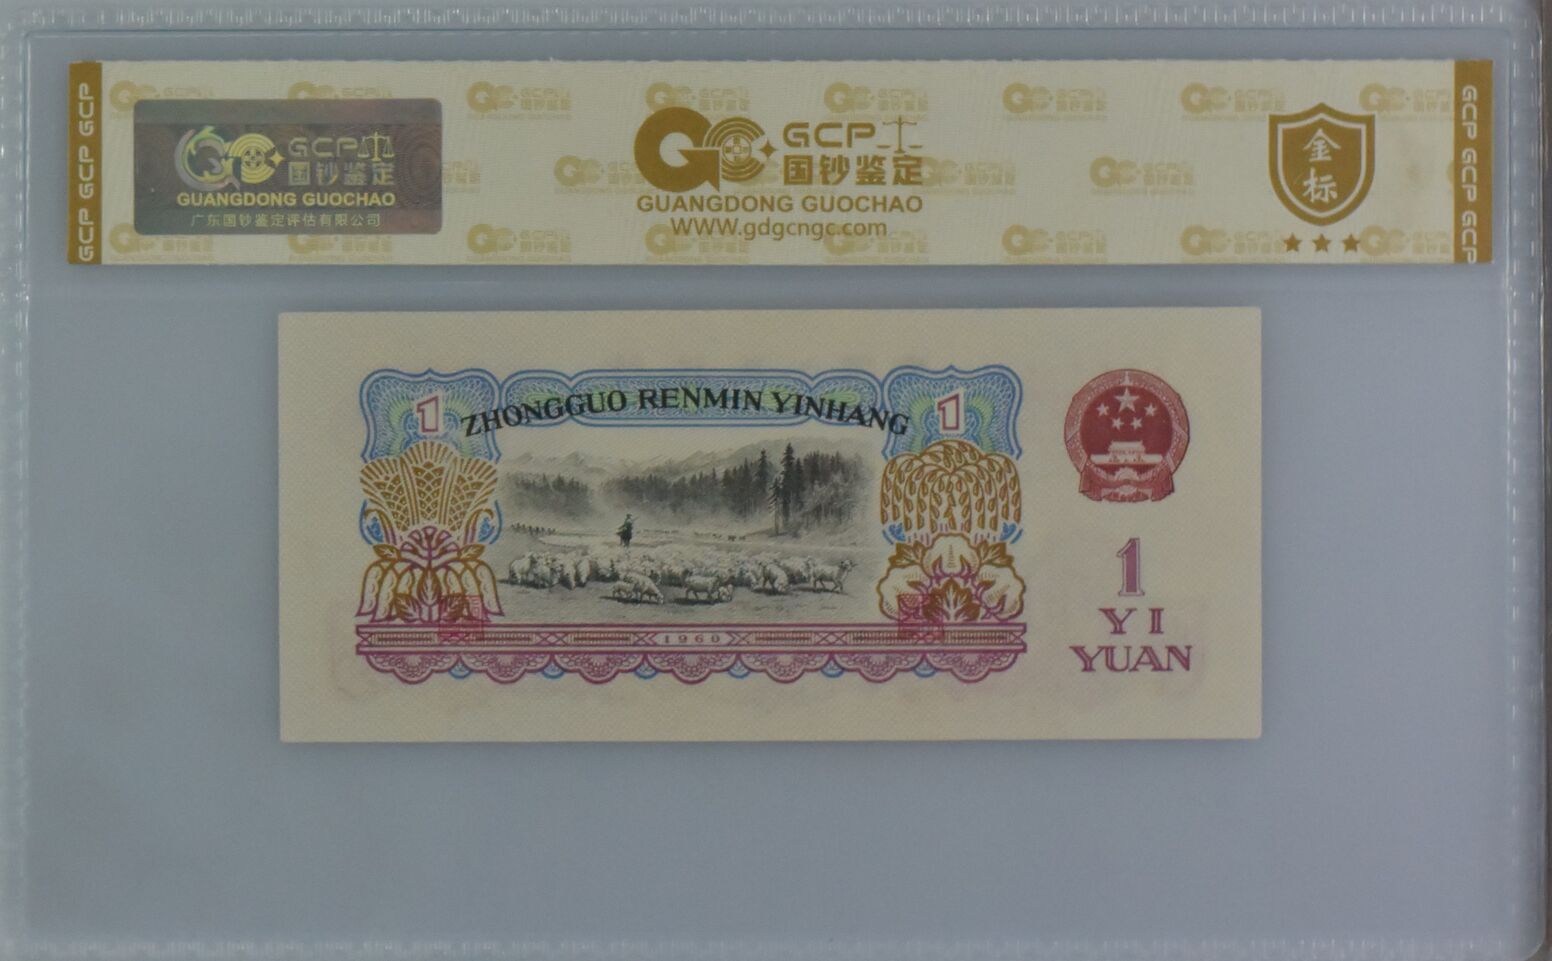 GCP GCP GCP
GCP
国钞鉴定
GUANGDONG GUOCHAO
广东国钞鉴定评估有限公司
GCP
国钞鉴定
GUANGDONG GUOCHAO
WWW.gdgcngc.com
金
标
GCP GCP GCP
1
ZHONGGUO RENMIN YINHANG
1
1960
1
YI
YUAN